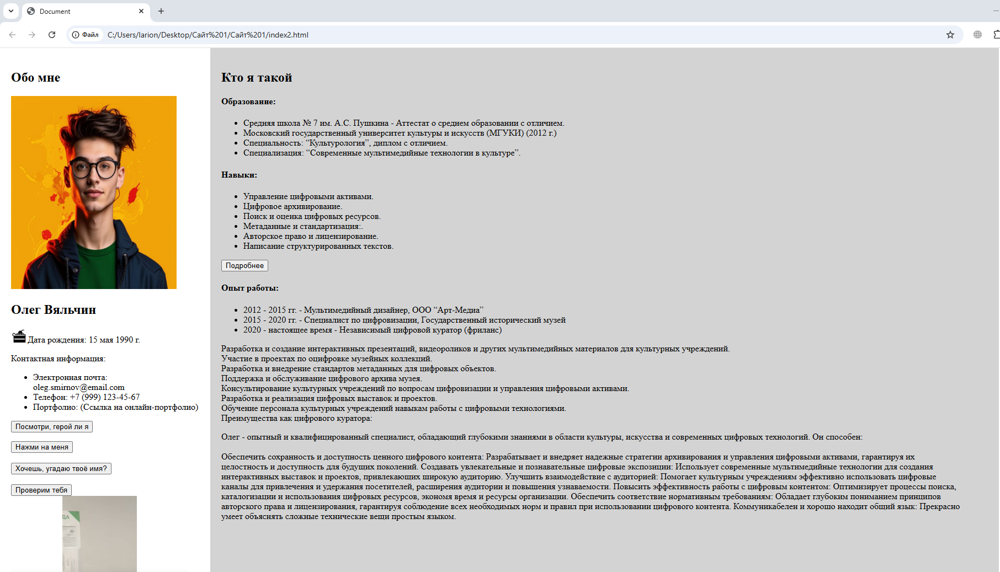 Document
Файл
C:/Users/larion/Desktop/Сайт%201/Сайт%201/index2.html
Обо мне
Олег Вяльчин
Дата рождения: 15 мая 1990 г.
Контактная информация:
Электронная почта:
oleg.smirnov@email.com
Телефон: +7 (999) 123-45-67
Портфолио: (Ссылка на онлайн-портфолио)
Посмотри, герой ли я
Нажми на меня
Хочешь, угадаю твоё имя?
Проверим тебя
Кто я такой
Образование:
Средняя школа № 7 им. А.С. Пушкина - Аттестат о среднем образовании с отличием.
Московский государственный университет культуры и искусств (МГУКИ) (2012 г.)
Специальность: “Культурология”, диплом с отличием.
Специализация: “Современные мультимедийные технологии в культуре”.
Навыки:
Управление цифровыми активами.
Цифровое архивирование.
Поиск и оценка цифровых ресурсов.
Метаданные и стандартизация:.
Авторское право и лицензирование.
Написание структурированных текстов.
Подробнее
Опыт работы:
2012 - 2015 гг. - Мультимедийный дизайнер, ООО “Арт-Медиа”
2015 - 2020 гг. - Специалист по цифровизации, Государственный исторический музей
2020 - настоящее время - Независимый цифровой куратор (фриланс)
Разработка и создание интерактивных презентаций, видеороликов и других мультимедийных материалов для культурных учреждений.
Участие в проектах по оцифровке музейных коллекций.
Разработка и внедрение стандартов метаданных для цифровых объектов.
Поддержка и обслуживание цифрового архива музея.
Консультирование культурных учреждений по вопросам цифровизации и управления цифровыми активами.
Разработка и реализация цифровых выставок и проектов.
Обучение персонала культурных учреждений навыкам работы с цифровыми технологиями.
Преимущества как цифрового куратора:
Олег - опытный и квалифицированный специалист, обладающий глубокими знаниями в области культуры, искусства и современных цифровых технологий. Он способен:
Обеспечить сохранность и доступность ценного цифрового контента: Разрабатывает и внедряет надежные стратегии архивирования и управления цифровыми активами, гарантируя их
целостность и доступность для будущих поколений. Создавать увлекательные и познавательные цифровые экспозиции: Использует современные мультимедийные технологии для создания
интерактивных выставок и проектов, привлекающих широкую аудиторию. Улучшить взаимодействие с аудиторией: Помогает культурным учреждениям эффективно использовать цифровые
каналы для привлечения и удержания посетителей, расширения аудитории и повышения узнаваемости. Повысить эффективность работы с цифровым контентом: Оптимизирует процессы поиска,
каталогизации и использования цифровых ресурсов, экономя время и ресурсы организации. Обеспечить соответствие нормативным требованиям: Обладает глубоким пониманием принципов
авторского права и лицензирования, гарантируя соблюдение всех необходимых норм и правил при использовании цифрового контента. Коммуникабелен и хорошо находит общий язык: Прекрасно
умеет объяснять сложные технические вещи простым языком.